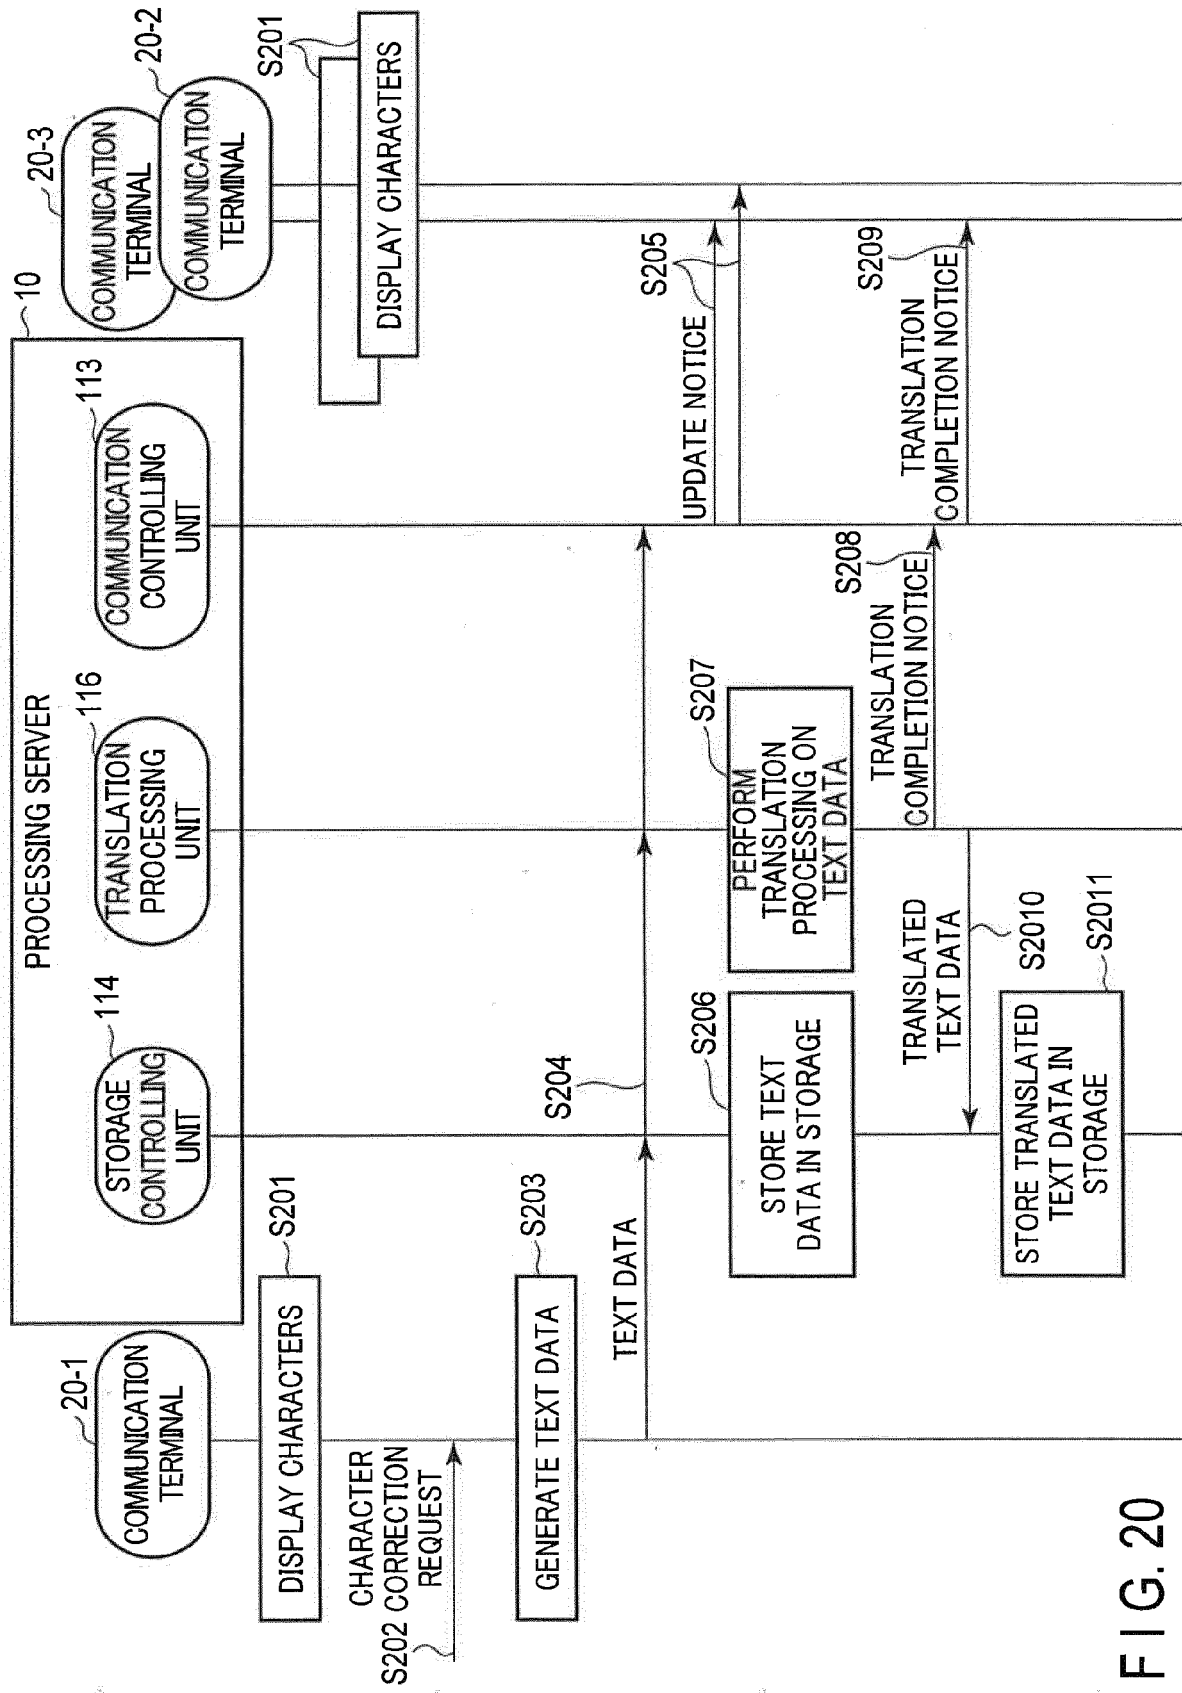 PROCESSING SERVER
10
20-1
COMMUNICATION
TERMINAL
114
STORAGE
CONTROLLING
UNIT
116
TRANSLATION
PROCESSING
UNIT
113
COMMUNICATION
CONTROLLING
UNIT
20-3
COMMUNICATION
TERMINAL
20-2
COMMUNICATION
TERMINAL
S201
DISPLAY CHARACTERS
S201
DISPLAY CHARACTERS
CHARACTER
S202 CORRECTION
REQUEST
S203
GENERATE TEXT DATA
TEXT DATA
S204
UPDATE NOTICE
S205
S206
STORE TEXT
DATA IN STORAGE
S207
PERFORM
TRANSLATION
PROCESSING ON
TEXT DATA
S208
TRANSLATION
COMPLETION NOTICE
S209
TRANSLATION
COMPLETION NOTICE
TRANSLATED
TEXT DATA
S2010
S2011
STORE TRANSLATED
TEXT DATA IN
STORAGE
FIG. 20